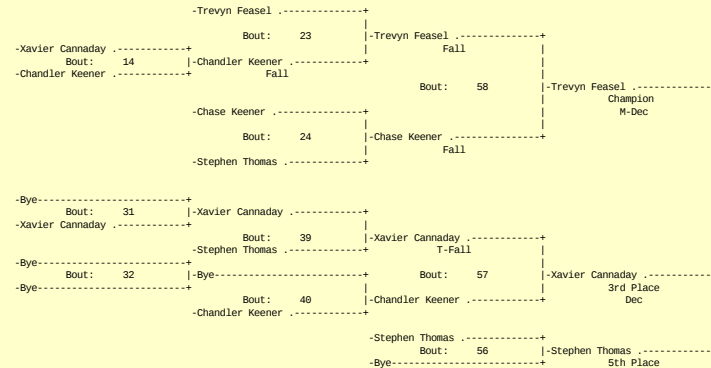 -Trevyn Feasel .-------------+
|
Bout: 23 |-Trevyn Feasel .-------------+
-Xavier Cannaday .-----------+ | Fall |
Bout: 14 |-Chandler Keener .-----------+ |
-Chandler Keener .-----------+ Fall |
Bout: 58 |-Trevyn Feasel .------------
| Champion
-Chase Keener .--------------+ | M-Dec
| |
Bout: 24 |-Chase Keener .--------------+
| Fall
-Stephen Thomas .------------+
-Bye-------------------------+
Bout: 31 |-Xavier Cannaday .-----------+
-Xavier Cannaday .-----------+ |
Bout: 39 |-Xavier Cannaday .-----------+
-Stephen Thomas .------------+ T-Fall |
-Bye-------------------------+ |
Bout: 32 |-Bye-------------------------+ Bout: 57 |-Xavier Cannaday .----------
-Bye-------------------------+ | | 3rd Place
Bout: 40 |-Chandler Keener .-----------+ Dec
-Chandler Keener .-----------+
-Stephen Thomas .------------+
Bout: 56 |-Stephen Thomas .-----------
-Bye-------------------------+ 5th Place